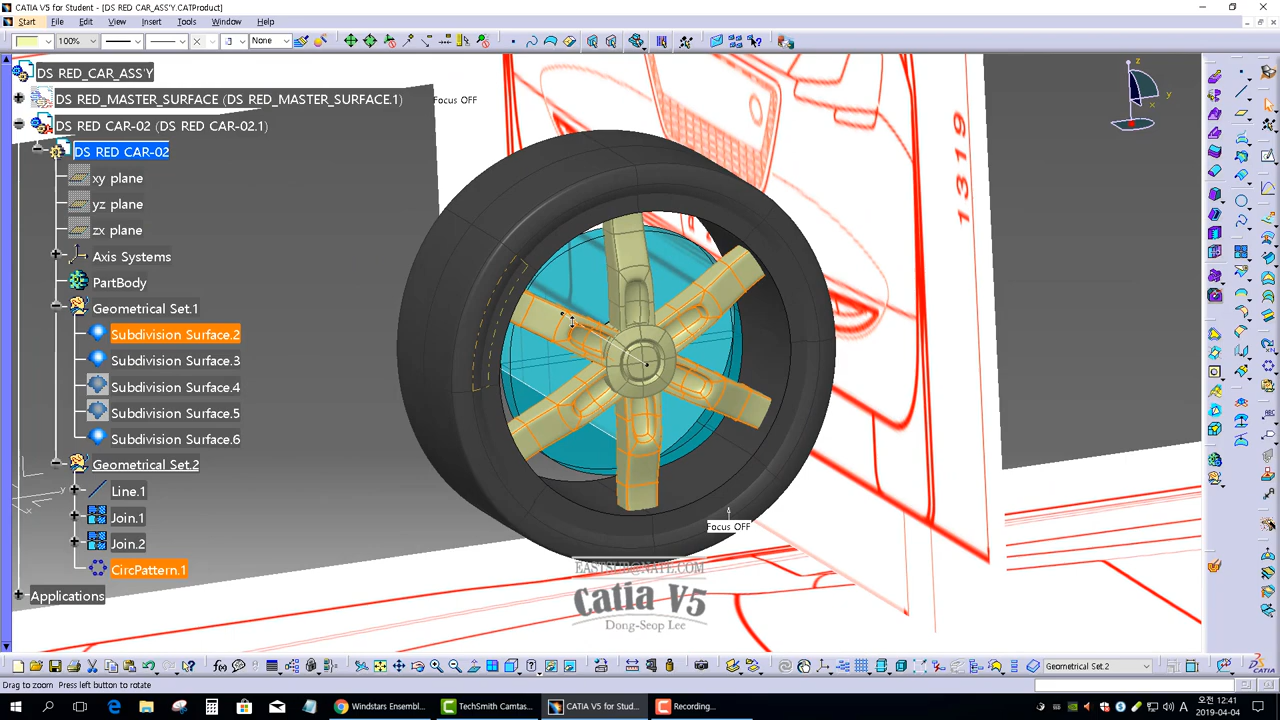 CATIA V5 for Student - [DS RED_CAR_ASS'Y.CATProduct]
Start File Edit View Insert Tools Window Help
100% None
DS RED_CAR_ASS'Y
DS RED_MASTER_SURFACE (DS RED_MASTER_SURFACE.1)
Focus OFF
DS RED CAR-02 (DS RED CAR-02.1)
DS RED CAR-02
xy plane
yz plane
zx plane
Axis Systems
PartBody
Geometrical Set.1
Subdivision Surface.2
Subdivision Surface.3
Subdivision Surface.4
Subdivision Surface.5
Subdivision Surface.6
Geometrical Set.2
Line.1
Join.1
Join.2
CircPattern.1
Applications
z
y
x
1319
Focus OFF
EASTSUB@NATE.COM
Catia V5
Dong-Seop Lee
Geometrical Set.2
Drag to zoom Press left button to rotate
Windstars Ensembl...
TechSmith Camtas...
CATIA V5 for Stud...
Recording...
A
오전 12:41
2019-04-04